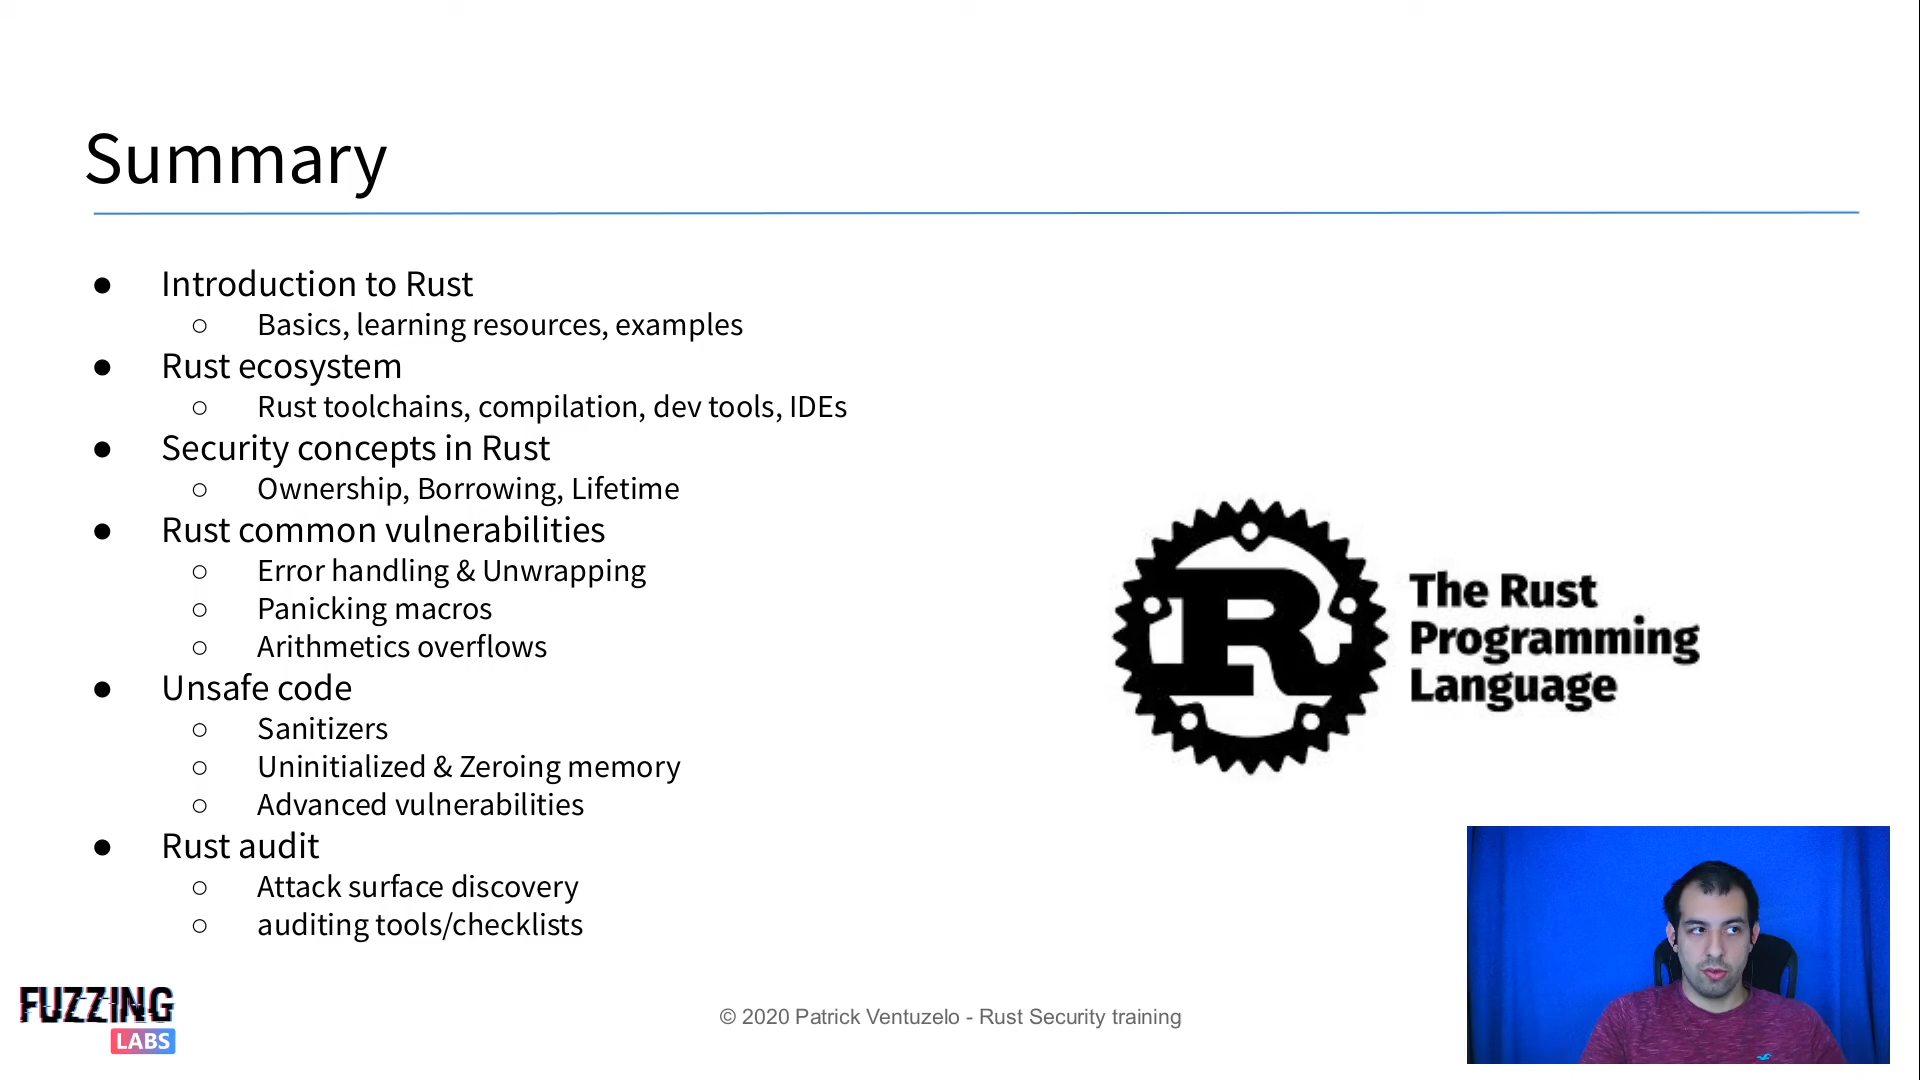 Summary
● Introduction to Rust
○ Basics, learning resources, examples
● Rust ecosystem
○ Rust toolchains, compilation, dev tools, IDEs
● Security concepts in Rust
○ Ownership, Borrowing, Lifetime
● Rust common vulnerabilities
○ Error handling & Unwrapping
○ Panicking macros
○ Arithmetics overflows
● Unsafe code
○ Sanitizers
○ Uninitialized & Zeroing memory
○ Advanced vulnerabilities
● Rust audit
○ Attack surface discovery
○ auditing tools/checklists
R
The Rust
Programming
Language
FUZZING
LABS
© 2020 Patrick Ventuzelo - Rust Security training